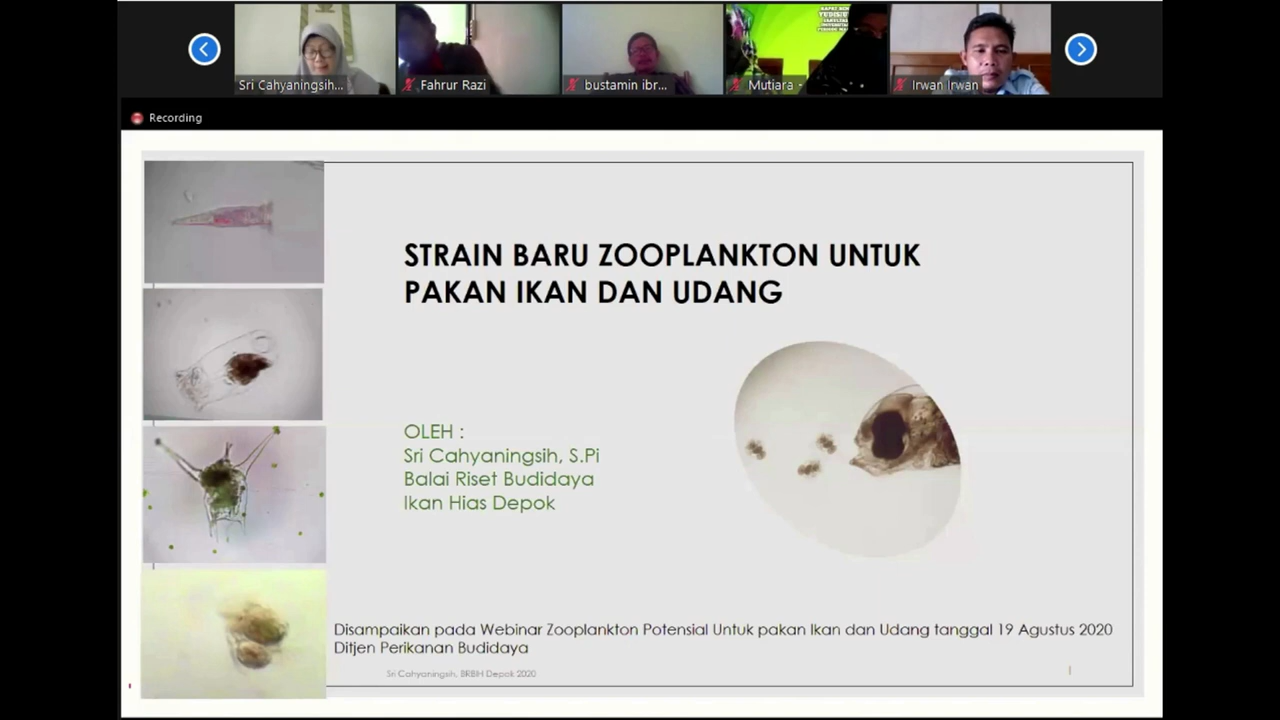 Sri Cahyaningsih...
Fahrur Razi
bustamin ibr...
Mutiara -
Irwan Irwan
Recording
STRAIN BARU ZOOPLANKTON UNTUK
PAKAN IKAN DAN UDANG
OLEH :
Sri Cahyaningsih, S.Pi
Balai Riset Budidaya
Ikan Hias Depok
Disampaikan pada Webinar Zooplankton Potensial Untuk pakan Ikan dan Udang tanggal 19 Agustus 2020
Ditjen Perikanan Budidaya
Sri Cahyaningsih, BRBIH Depok 2020